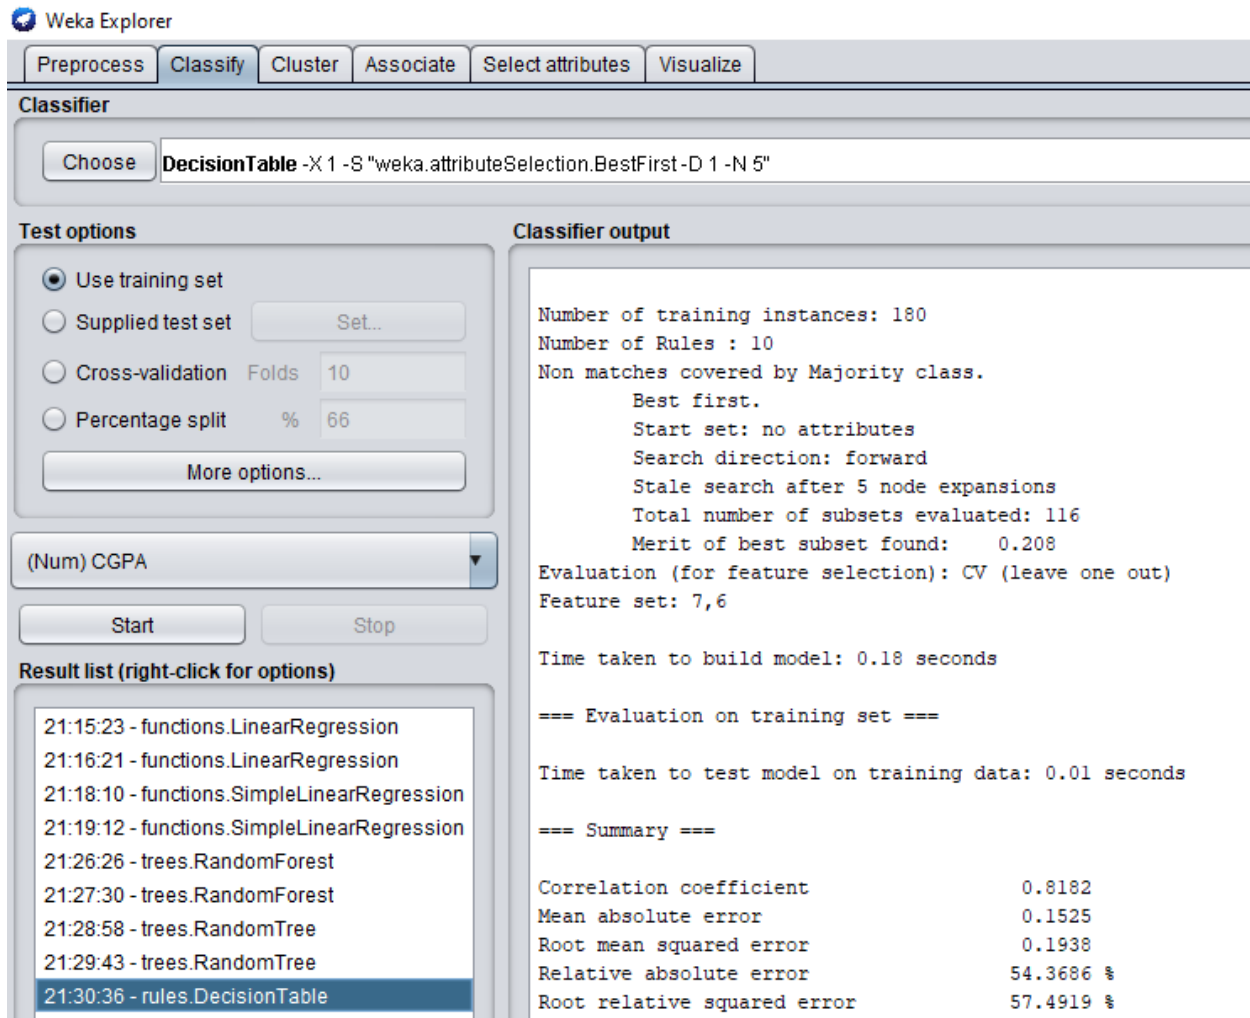 Weka Explorer
Preprocess Classify Cluster Associate Select attributes Visualize
Classifier
Choose DecisionTable -X 1 -S "weka.attributeSelection.BestFirst -D 1 -N 5"
Test options
Use training set
Supplied test set Set...
Cross-validation Folds 10
Percentage split % 66
More options...
(Num) CGPA
Start Stop
Result list (right-click for options)
21:15:23 - functions.LinearRegression
21:16:21 - functions.LinearRegression
21:18:10 - functions.SimpleLinearRegression
21:19:12 - functions.SimpleLinearRegression
21:26:26 - trees.RandomForest
21:27:30 - trees.RandomForest
21:28:58 - trees.RandomTree
21:29:43 - trees.RandomTree
21:30:36 - rules.DecisionTable
Classifier output
Number of training instances: 180
Number of Rules : 10
Non matches covered by Majority class.
Best first.
Start set: no attributes
Search direction: forward
Stale search after 5 node expansions
Total number of subsets evaluated: 116
Merit of best subset found: 0.208
Evaluation (for feature selection): CV (leave one out)
Feature set: 7,6
Time taken to build model: 0.18 seconds
=== Evaluation on training set ===
Time taken to test model on training data: 0.01 seconds
=== Summary ===
Correlation coefficient 0.8182
Mean absolute error 0.1525
Root mean squared error 0.1938
Relative absolute error 54.3686 %
Root relative squared error 57.4919 %